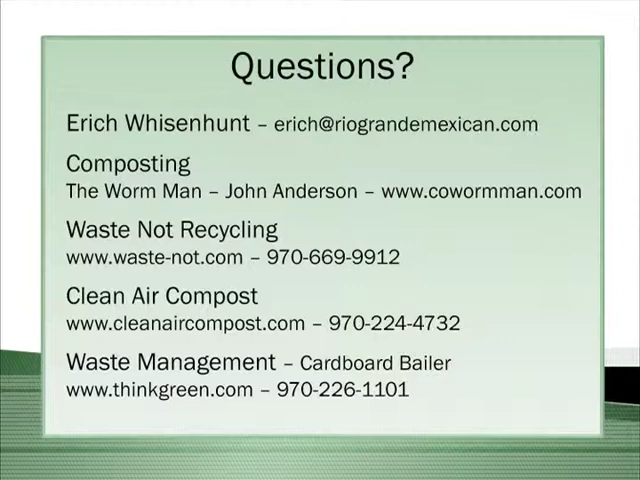 Questions?
Erich Whisenhunt – erich@riograndemexican.com
Composting
The Worm Man – John Anderson – www.cowormman.com
Waste Not Recycling
www.waste-not.com – 970-669-9912
Clean Air Compost
www.cleanaircompost.com – 970-224-4732
Waste Management – Cardboard Bailer
www.thinkgreen.com – 970-226-1101